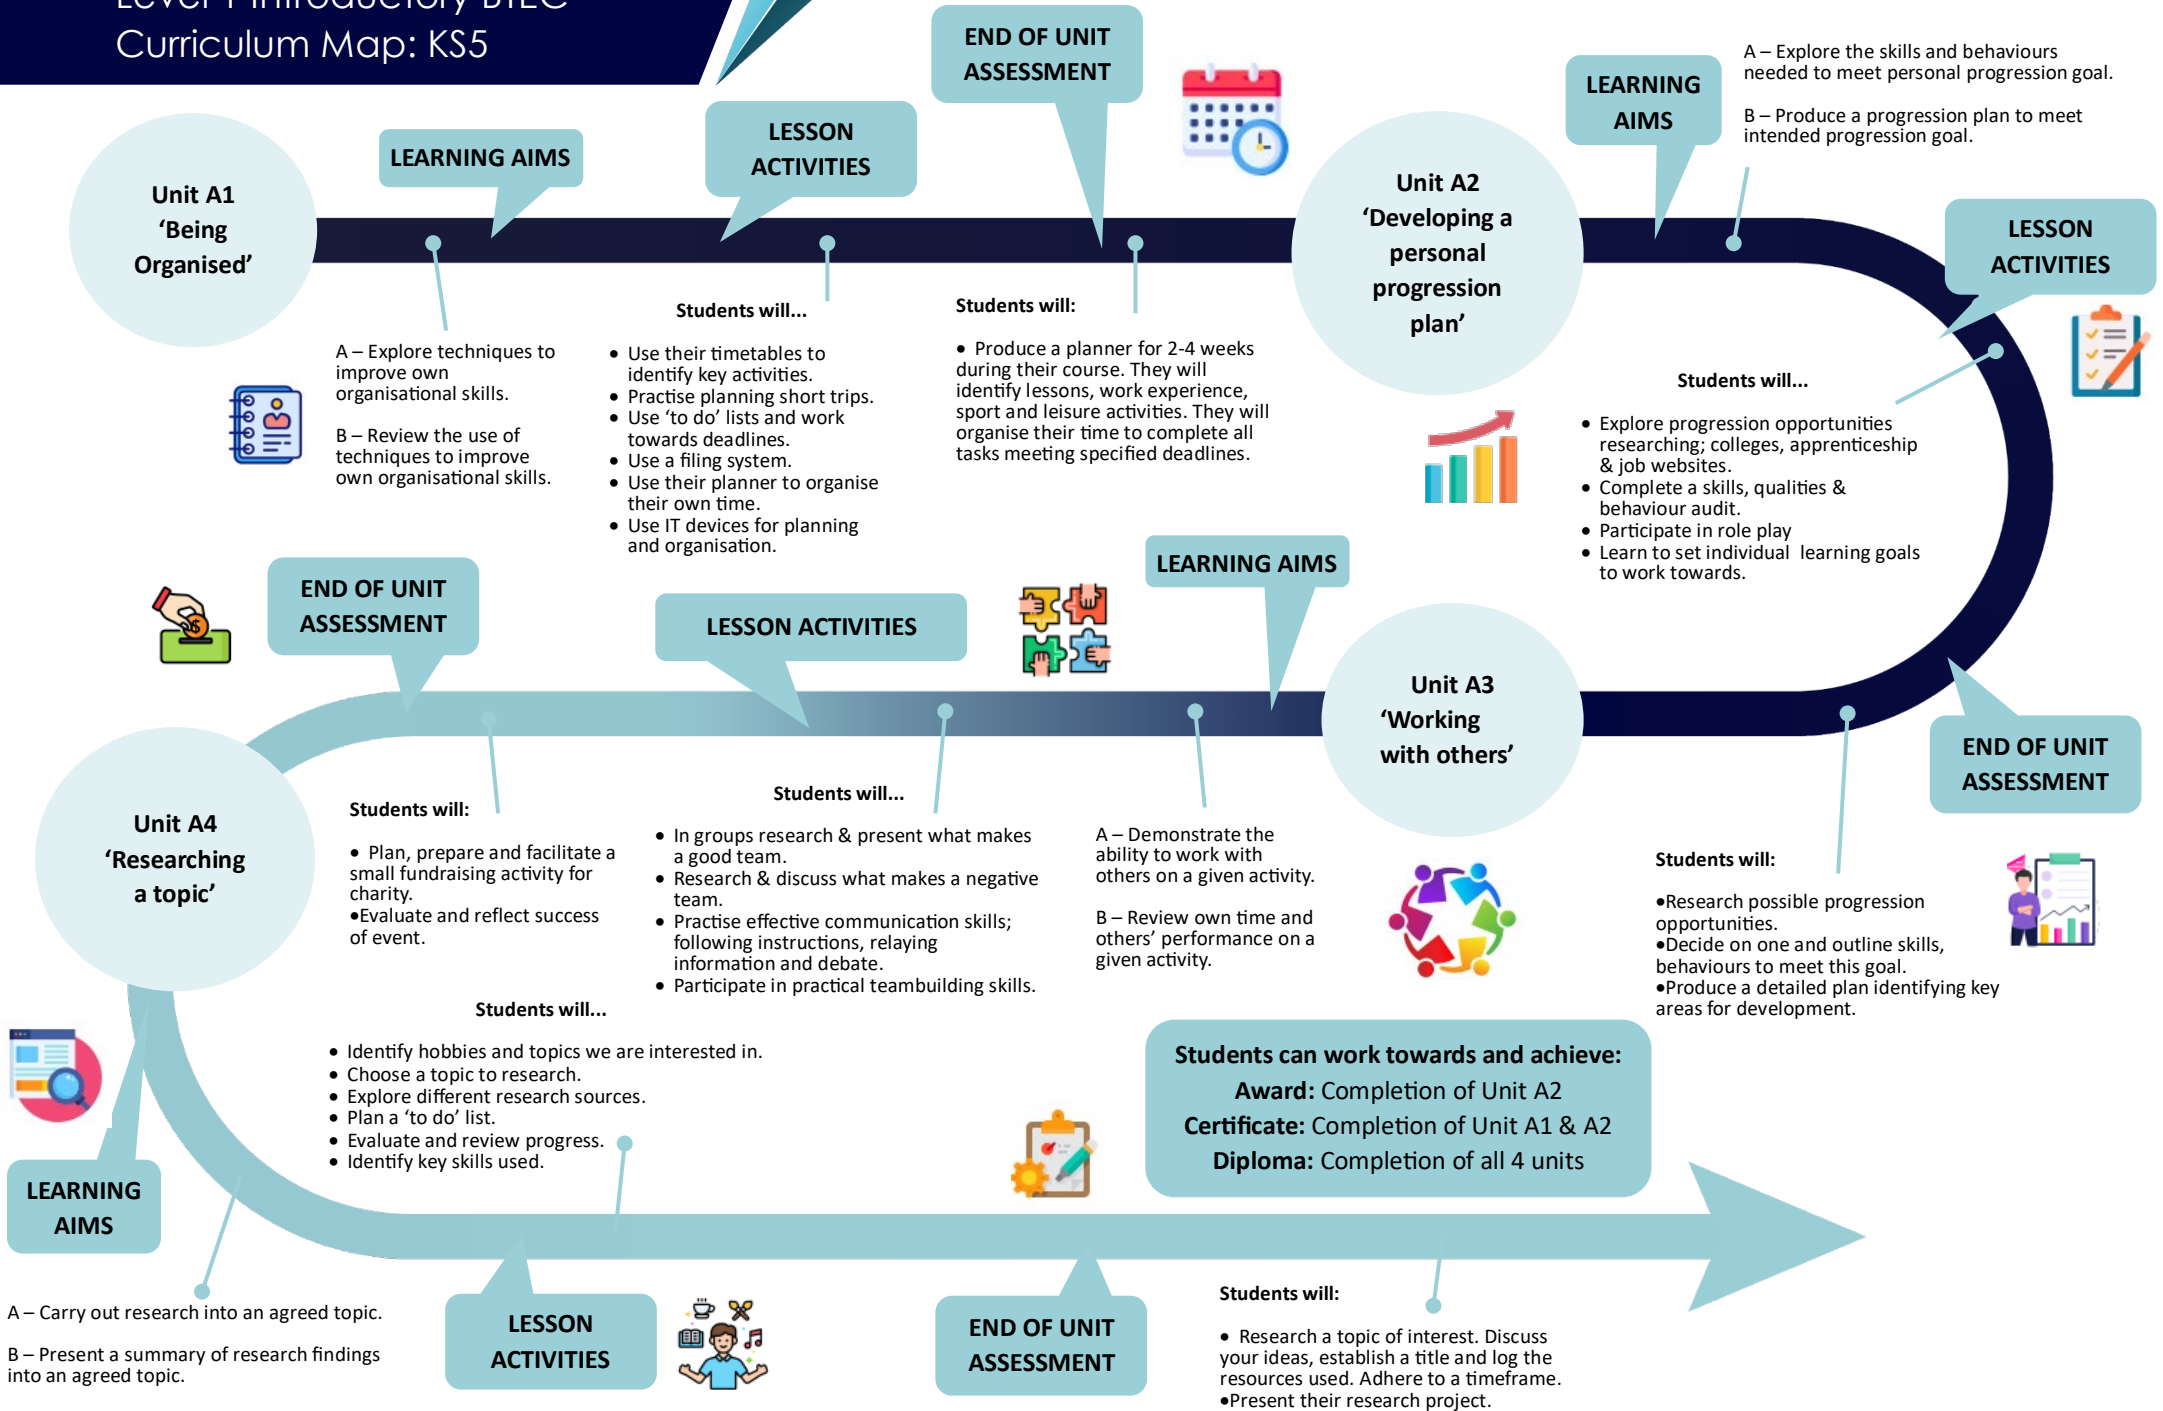 Level 1 Introductory BTEC
Curriculum Map: KS5
Unit A1
‘Being
Organised’
LEARNING AIMS
A – Explore techniques to
improve own
organisational skills.
B – Review the use of
techniques to improve
own organisational skills.
LESSON
ACTIVITIES
Students will...
• Use their timetables to
identify key activities.
• Practise planning short trips.
• Use ‘to do’ lists and work
towards deadlines.
• Use a filing system.
• Use their planner to organise
their own time.
• Use IT devices for planning
and organisation.
END OF UNIT
ASSESSMENT
Students will:
• Produce a planner for 2-4 weeks
during their course. They will
identify lessons, work experience,
sport and leisure activities. They will
organise their time to complete all
tasks meeting specified deadlines.
Unit A2
‘Developing a
personal
progression
plan’
LEARNING
AIMS
A – Explore the skills and behaviours
needed to meet personal progression goal.
B – Produce a progression plan to meet
intended progression goal.
LESSON
ACTIVITIES
Students will...
• Explore progression opportunities
researching; colleges, apprenticeship
& job websites.
• Complete a skills, qualities &
behaviour audit.
• Participate in role play
• Learn to set individual learning goals
to work towards.
END OF UNIT
ASSESSMENT
Students will:
•Research possible progression
opportunities.
•Decide on one and outline skills,
behaviours to meet this goal.
•Produce a detailed plan identifying key
areas for development.
Unit A3
‘Working
with others’
LEARNING AIMS
A – Demonstrate the
ability to work with
others on a given activity.
B – Review own time and
others’ performance on a
given activity.
LESSON ACTIVITIES
Students will...
• In groups research & present what makes
a good team.
• Research & discuss what makes a negative
team.
• Practise effective communication skills;
following instructions, relaying
information and debate.
• Participate in practical teambuilding skills.
END OF UNIT
ASSESSMENT
Students will:
• Plan, prepare and facilitate a
small fundraising activity for
charity.
•Evaluate and reflect success
of event.
Unit A4
‘Researching
a topic’
LEARNING
AIMS
A – Carry out research into an agreed topic.
B – Present a summary of research findings
into an agreed topic.
Students will...
• Identify hobbies and topics we are interested in.
• Choose a topic to research.
• Explore different research sources.
• Plan a ‘to do’ list.
• Evaluate and review progress.
• Identify key skills used.
LESSON
ACTIVITIES
END OF UNIT
ASSESSMENT
Students will:
• Research a topic of interest. Discuss
your ideas, establish a title and log the
resources used. Adhere to a timeframe.
•Present their research project.
Students can work towards and achieve:
Award: Completion of Unit A2
Certificate: Completion of Unit A1 & A2
Diploma: Completion of all 4 units